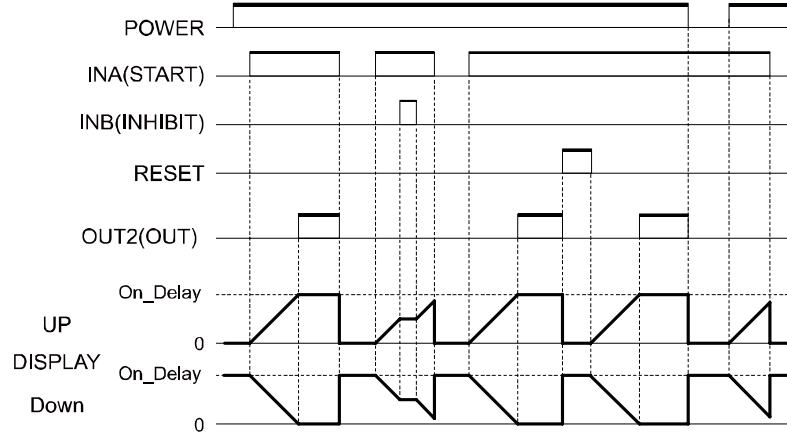 POWER
INA(START)
INB(INHIBIT)
RESET
OUT2(OUT)
On_Delay
UP
0
DISPLAY
On_Delay
Down
0